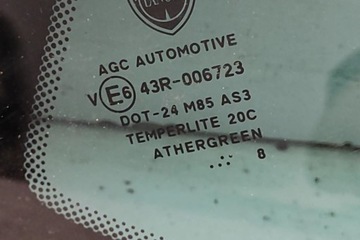 AGC AUTOMOTIVE
V E6 43R-006723
DOT-24 M85 AS3
TEMPERLITE 20C
ATHERGREEN
8